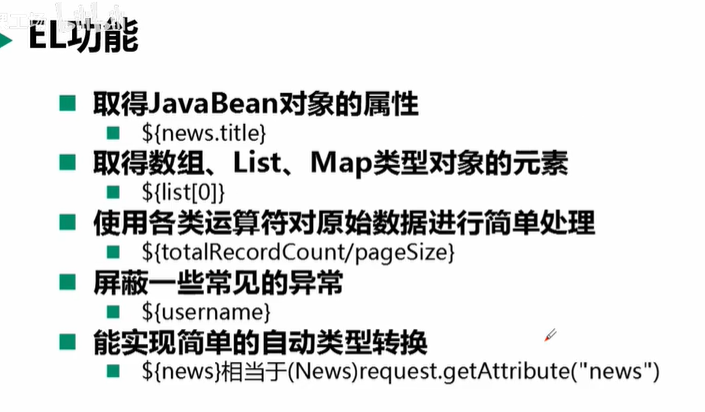 EL功能
取得JavaBean对象的属性
${news.title}
取得数组、List、Map类型对象的元素
${list[0]}
使用各类运算符对原始数据进行简单处理
${totalRecordCount/pageSize}
屏蔽一些常见的异常
${username}
能实现简单的自动类型转换
${news}相当于(News)request.getAttribute("news")